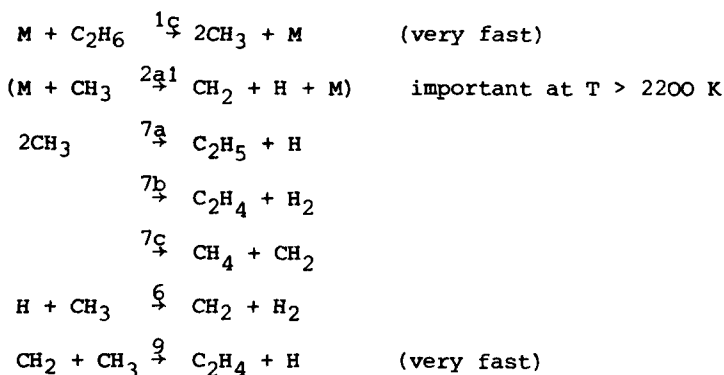 M + C₂H₆ 1c→ 2CH₃ + M (very fast)
(M + CH₃ 2a1→ CH₂ + H + M) important at T > 2200 K
2CH₃ 7a→ C₂H₅ + H
7b→ C₂H₄ + H₂
7c→ CH₄ + CH₂
H + CH₃ 6→ CH₂ + H₂
CH₂ + CH₃ 9→ C₂H₄ + H (very fast)